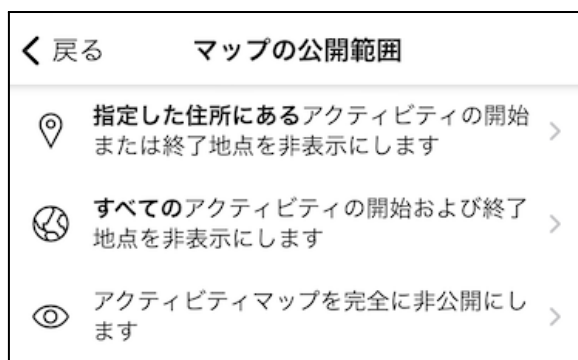 戻る マップの公開範囲
指定した住所にあるアクティビティの開始
または終了地点を非表示にします
すべてのアクティビティの開始および終了
地点を非表示にします
アクティビティマップを完全に非公開にし
ます